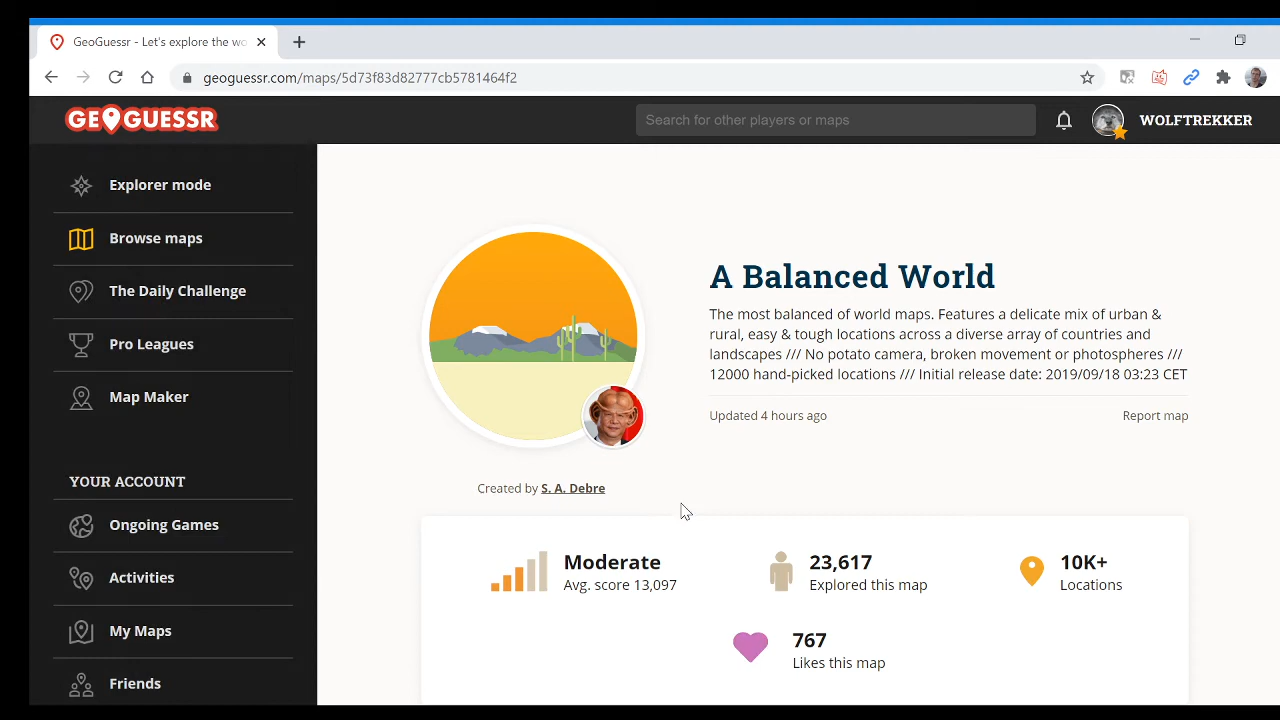 GeoGuessr - Let's explore the wo
geoguessr.com/maps/5d73f83d82777cb5781464f2
GEOGUESSR
Search for other players or maps
WOLFTREKKER
Explorer mode
Browse maps
The Daily Challenge
Pro Leagues
Map Maker
YOUR ACCOUNT
Ongoing Games
Activities
My Maps
Friends
A Balanced World
The most balanced of world maps. Features a delicate mix of urban &
rural, easy & tough locations across a diverse array of countries and
landscapes /// No potato camera, broken movement or photospheres ///
12000 hand-picked locations /// Initial release date: 2019/09/18 03:23 CET
Updated 4 hours ago
Report map
Created by S. A. Debre
Moderate
Avg. score 13,097
23,617
Explored this map
10K+
Locations
767
Likes this map